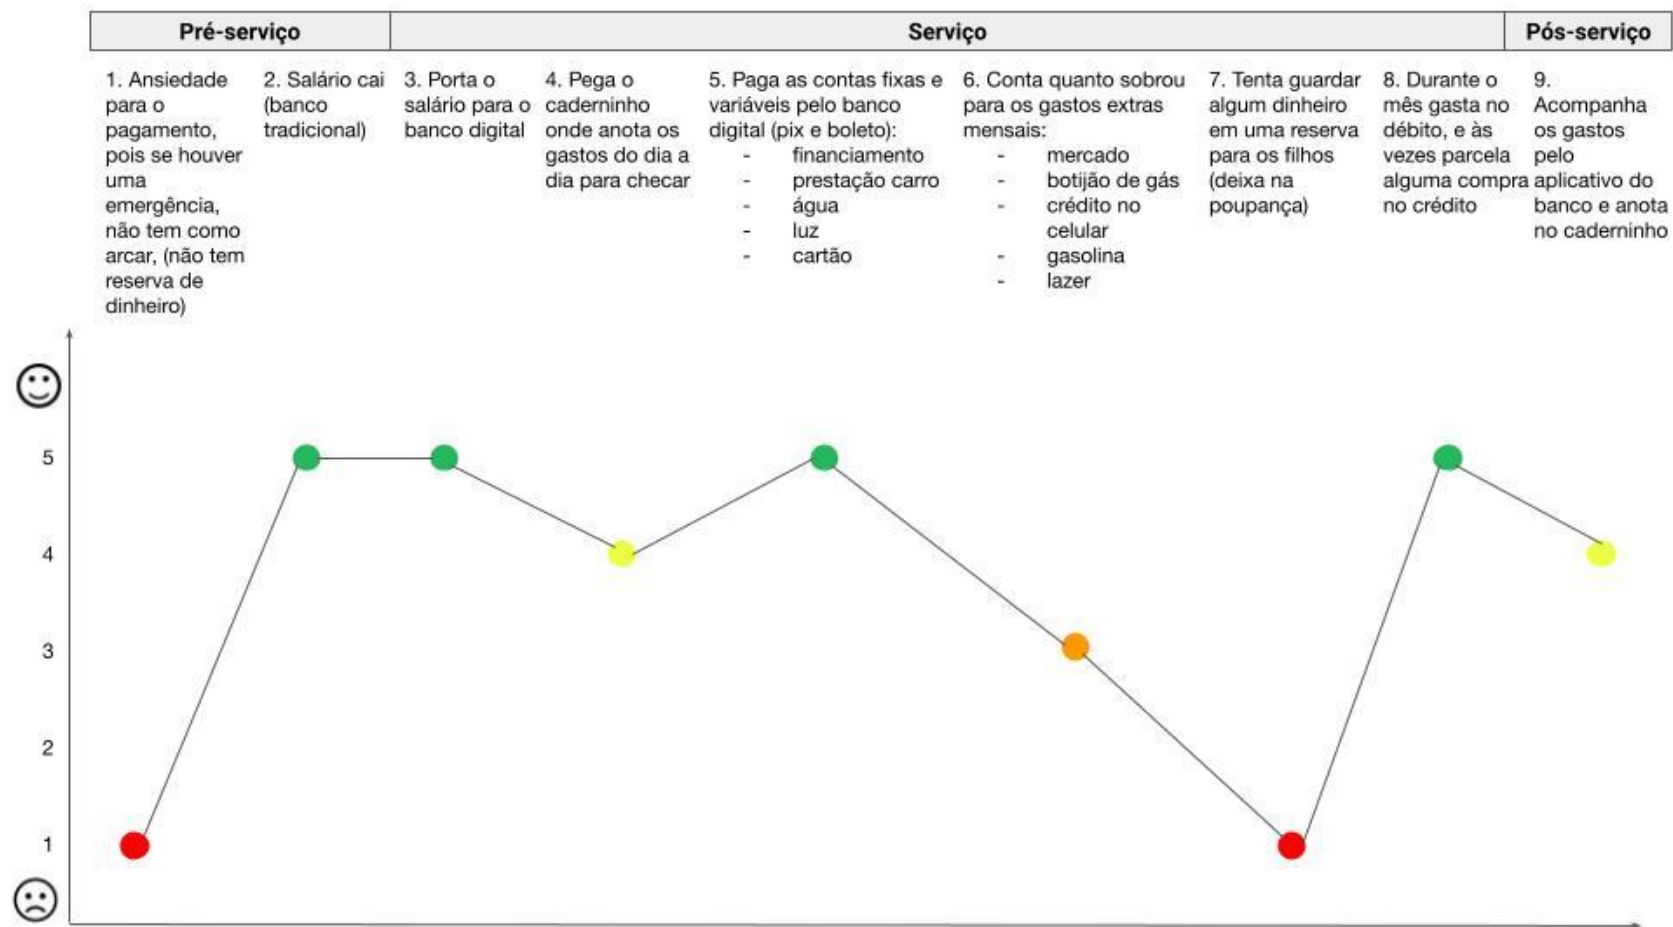 Pré-serviço
Serviço
Pós-serviço
1. Ansiedade
para o
pagamento,
pois se houver
uma
emergência,
não tem como
arcar, (não tem
reserva de
dinheiro)
2. Salário cai
(banco
tradicional)
3. Porta o
salário para o
banco digital
4. Pega o
caderninho
onde anota os
gastos do dia a
dia para checar
5. Paga as contas fixas e
variáveis pelo banco
digital (pix e boleto):
- financiamento
- prestação carro
- água
- luz
- cartão
6. Conta quanto sobrou
para os gastos extras
mensais:
- mercado
- botijão de gás
- crédito no
celular
- gasolina
- lazer
7. Tenta guardar
algum dinheiro
em uma reserva
para os filhos
(deixa na
poupança)
8. Durante o
mês gasta no
débito, e às
vezes parcela
alguma compra
no crédito
9.
Acompanha
os gastos
pelo
aplicativo do
banco e anota
no caderninho
5
4
3
2
1